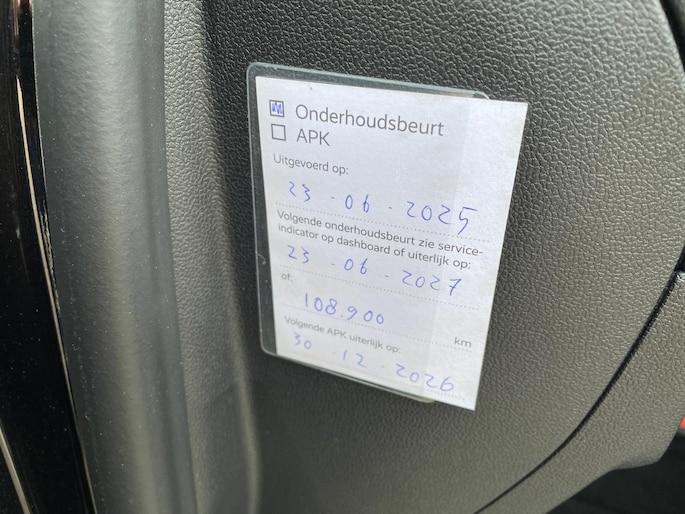 Onderhoudsbeurt
APK
Uitgevoerd op:
23 - 06 - 2025
Volgende onderhoudsbeurt zie service-
indicator op dashboard of uiterlijk op:
23 - 06 - 2027
of:
108.900 km
Volgende APK uiterlijk op:
30 - 12 - 2026